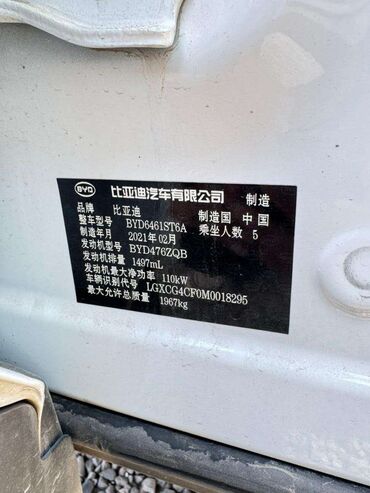 BYD 比亚迪汽车有限公司 制造
品牌 比亚迪 制造国 中国
整车型号 BYD6461ST6A 乘坐人数 5
制造年月 2021年02月
发动机型号 BYD476ZQB
发动机排量 1497mL
发动机最大净功率 110kW
车辆识别代号 LGXCG4CF0M0018295
最大允许总质量 1967kg